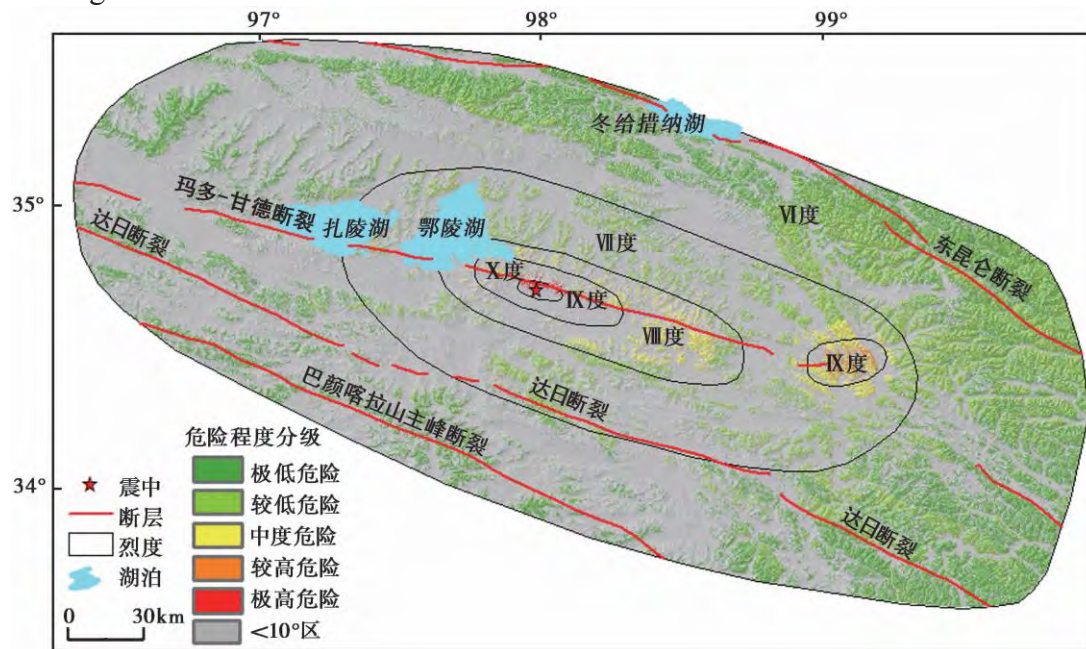 97°
98°
99°
冬给措纳湖
35°
玛多-甘德断裂
扎陵湖
鄂陵湖
Ⅵ度
Ⅶ度
达日断裂
东昆仑断裂
Ⅹ度
Ⅸ度
Ⅷ度
Ⅸ度
巴颜喀拉山主峰断裂
达日断裂
34°
达日断裂
危险程度分级
震中
断层
烈度
湖泊
0 30km
极低危险
较低危险
中度危险
较高危险
极高危险
<10°区